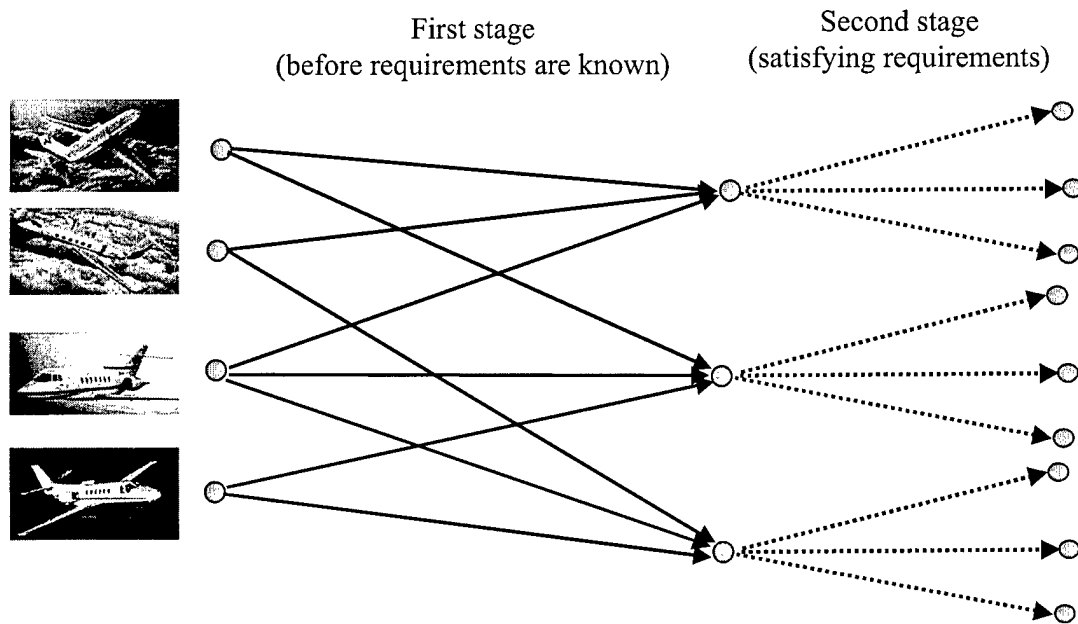 First stage
(before requirements are known)
Second stage
(satisfying requirements)